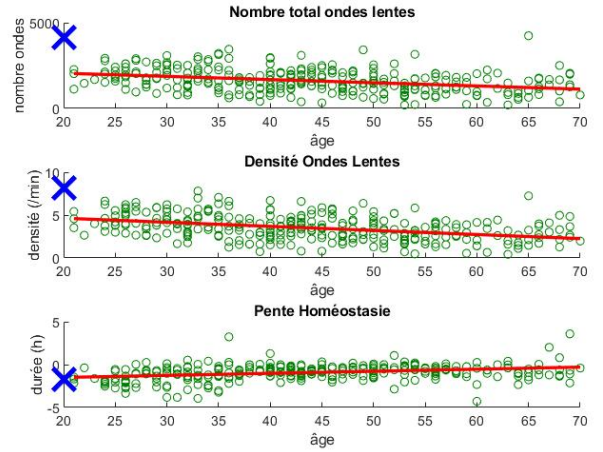 Nombre total ondes lentes
nombre ondes
5000
0
20 25 30 35 40 45 50 55 60 65 70
âge
Densité Ondes Lentes
densité (/min)
10
5
0
20 25 30 35 40 45 50 55 60 65 70
âge
Pente Homéostasie
durée (h)
5
-5
20 25 30 35 40 45 50 55 60 65 70
âge